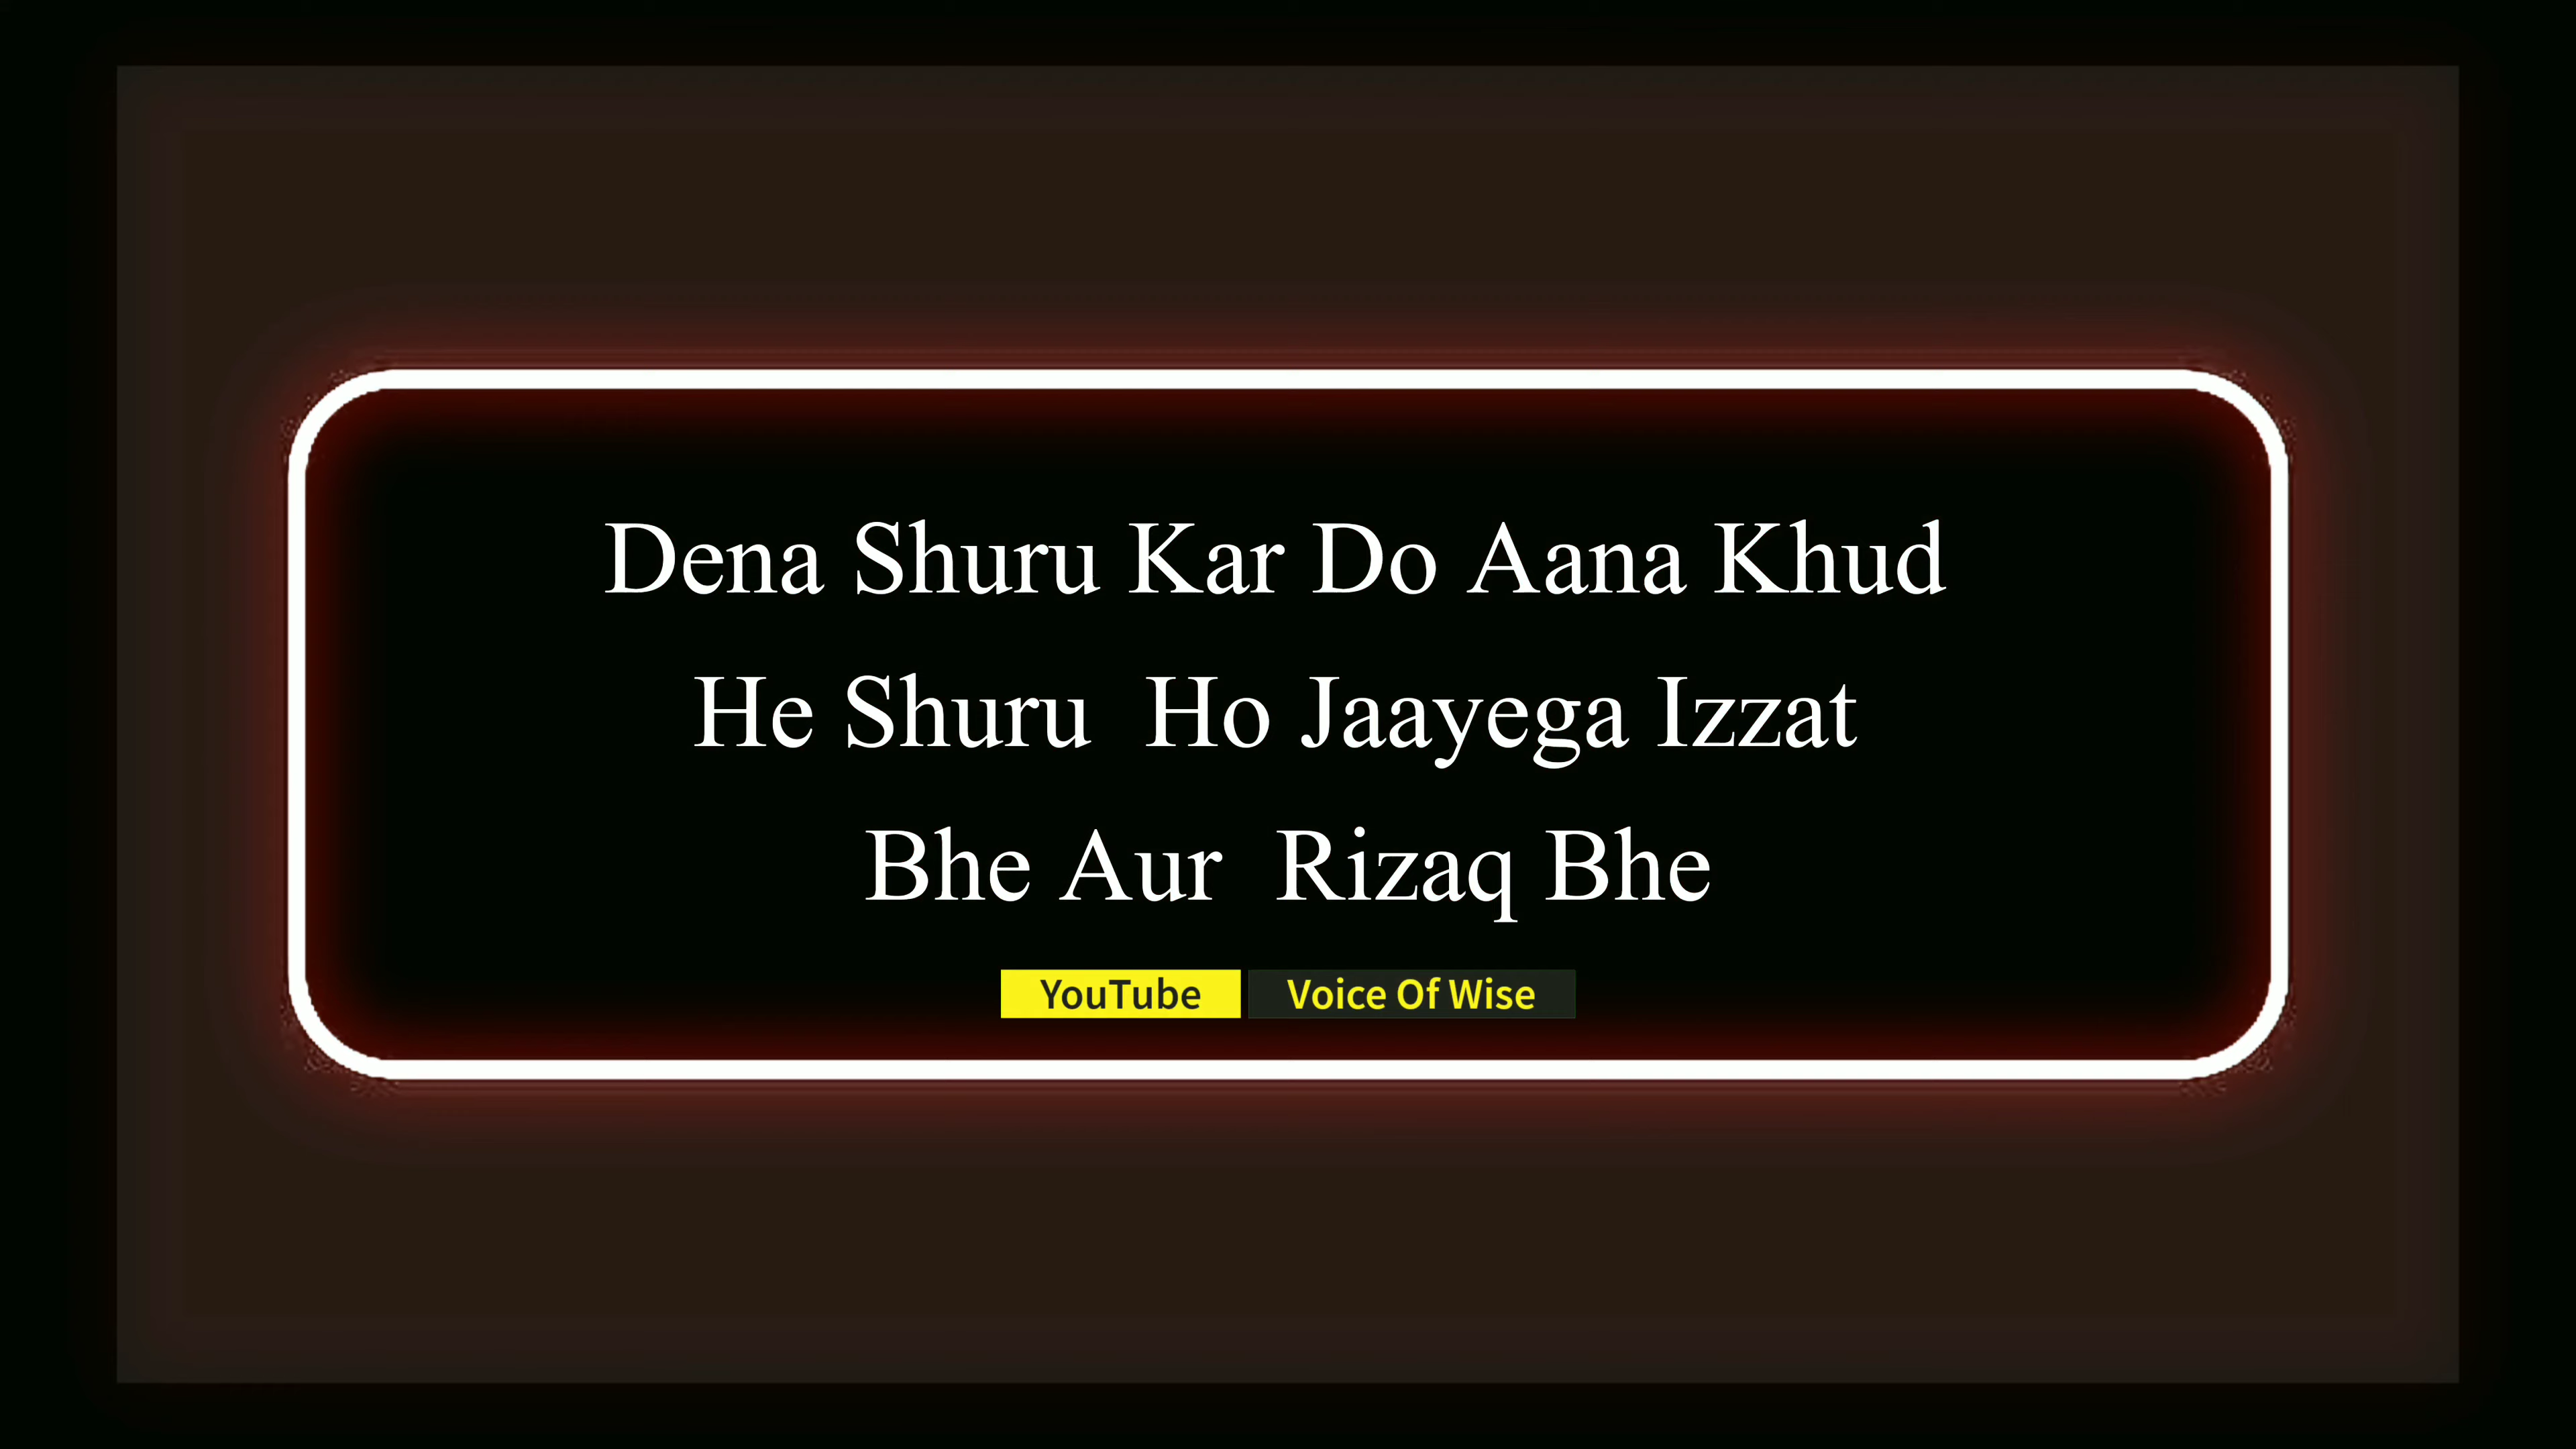 Dena Shuru Kar Do Aana Khud
He Shuru  Ho Jaayega Izzat
Bhe Aur  Rizaq Bhe
YouTube Voice Of Wise